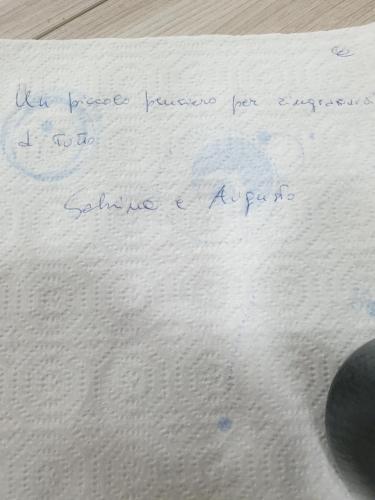 Un piccolo pensiero per ringraziarvi
di tutto
Sabrina e Augusto